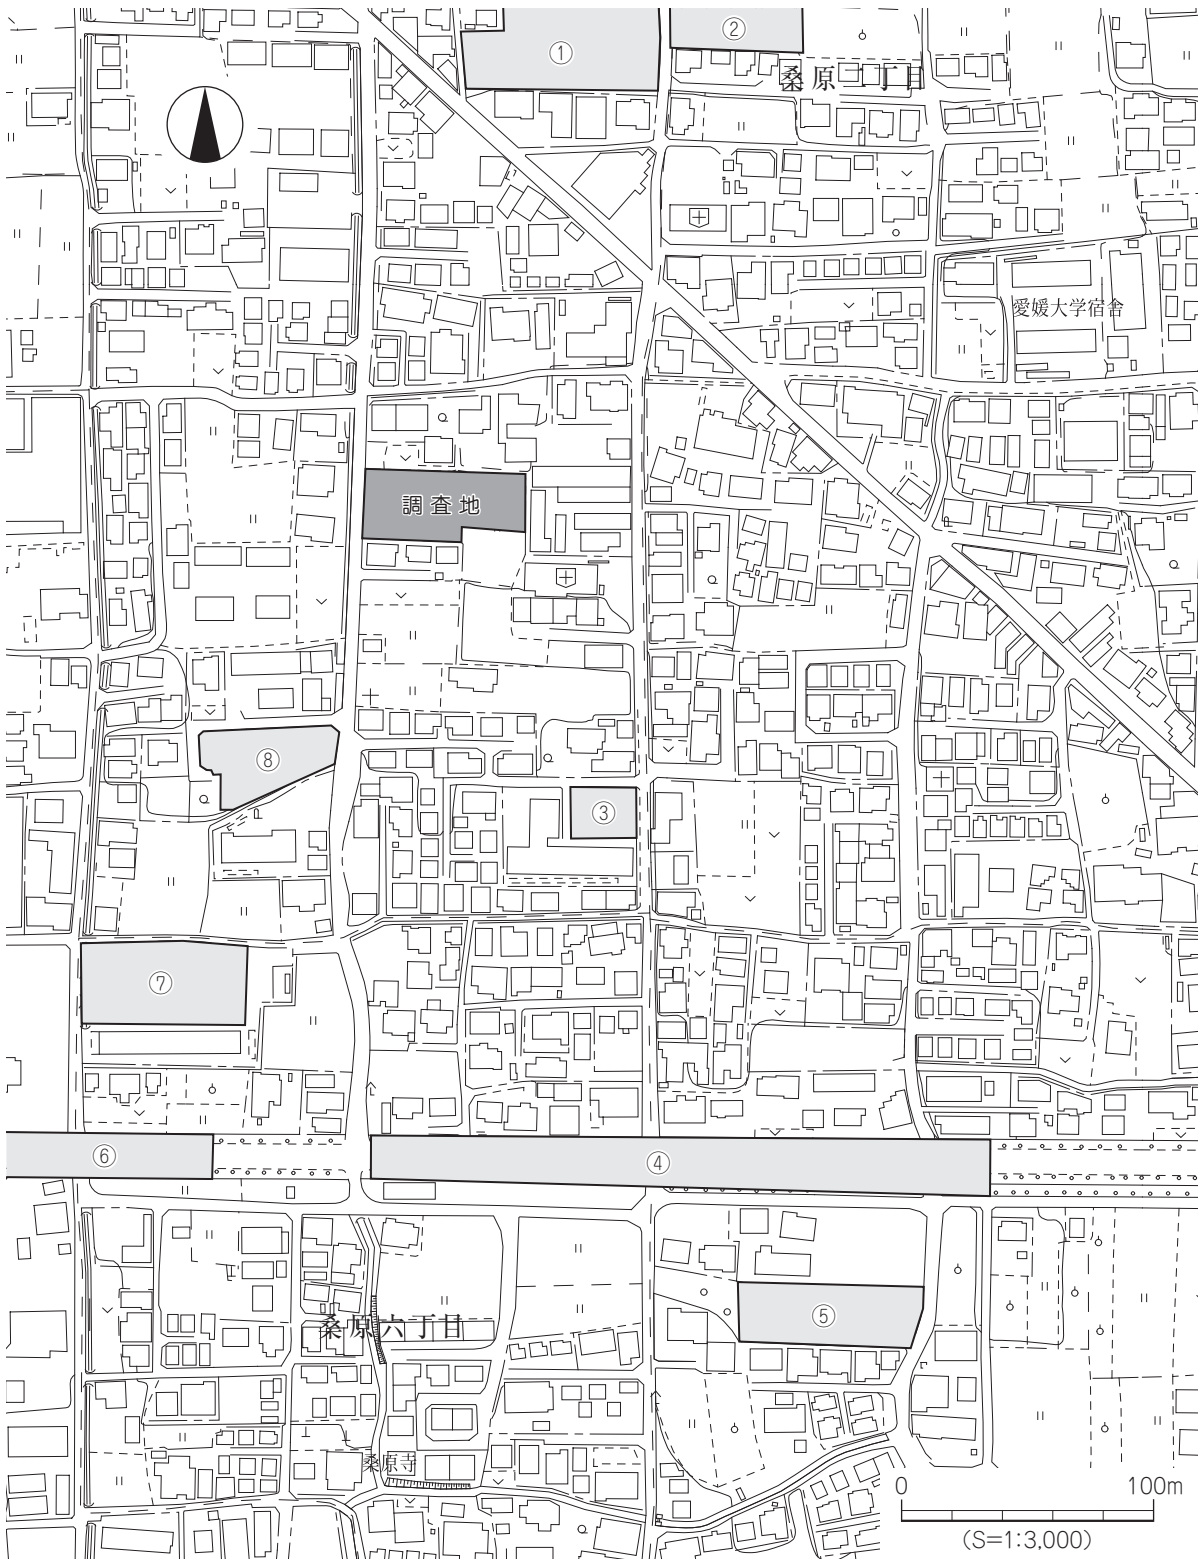 ①
②
桑原一丁目
愛媛大学宿舎
調査地
⑧
③
⑦
⑥
④
⑤
桑原六丁目
桑原寺
0 100m
(S=1:3,000)